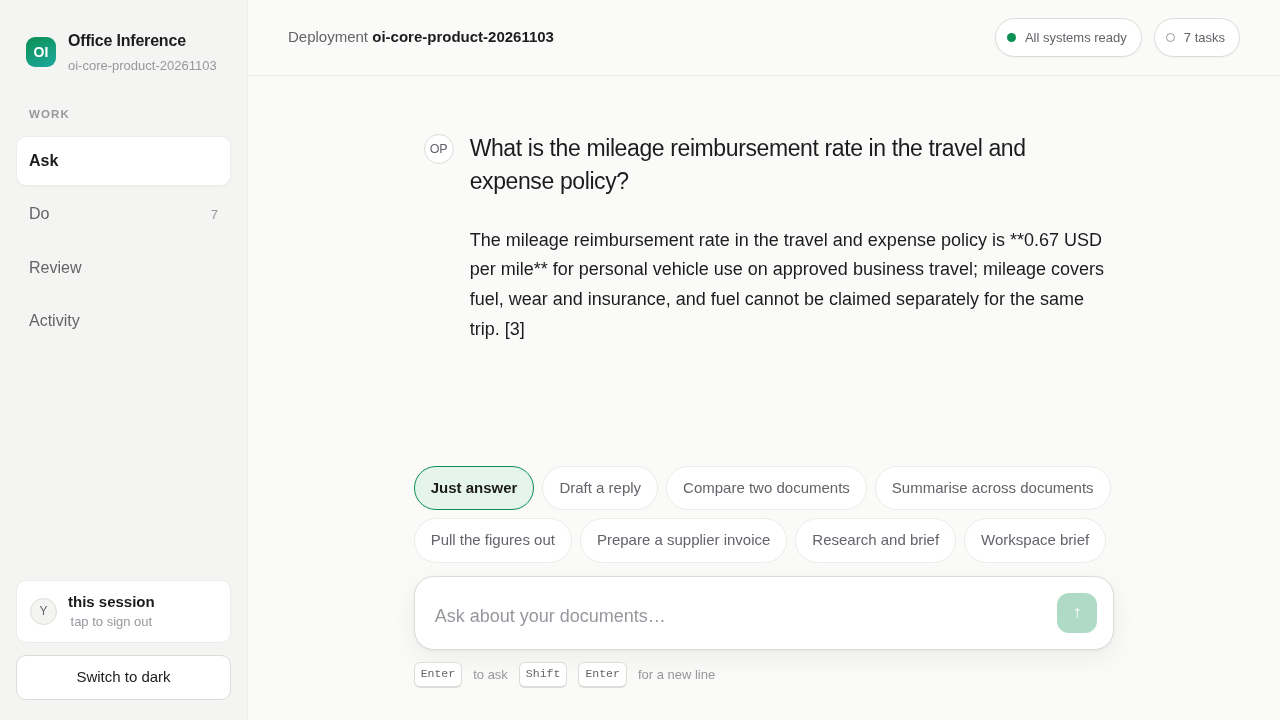 OI
Office Inference
oi-core-product-20261103
WORK
Ask
Do 7
Review
Activity
Y
this session
tap to sign out
Switch to dark
Deployment oi-core-product-20261103
All systems ready
7 tasks
OP
What is the mileage reimbursement rate in the travel and
expense policy?
The mileage reimbursement rate in the travel and expense policy is **0.67 USD
per mile** for personal vehicle use on approved business travel; mileage covers
fuel, wear and insurance, and fuel cannot be claimed separately for the same
trip. [3]
Just answer Draft a reply Compare two documents Summarise across documents
Pull the figures out Prepare a supplier invoice Research and brief Workspace brief
Ask about your documents…
↑
Enter to ask Shift Enter for a new line